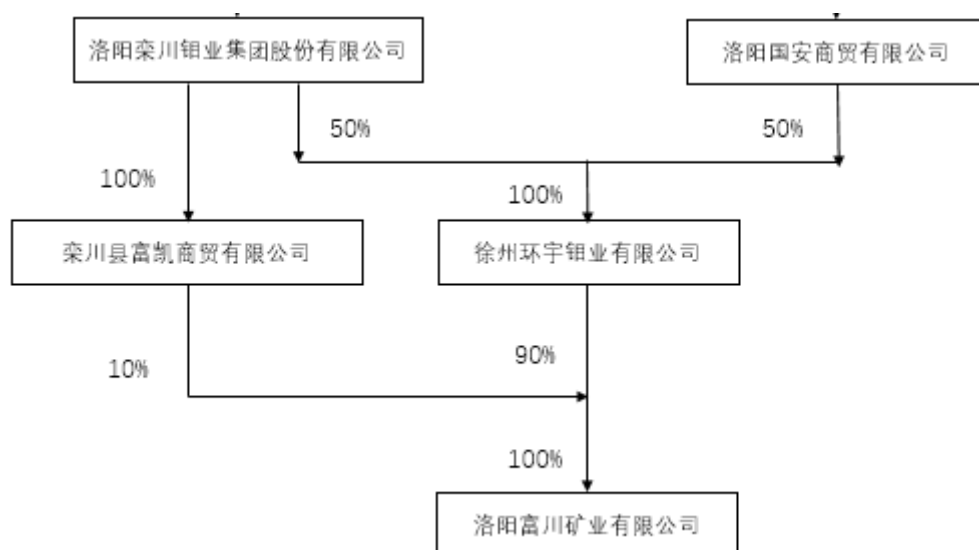 洛阳栾川钼业集团股份有限公司
洛阳国安商贸有限公司
50%
50%
100%
100%
栾川县富凯商贸有限公司
徐州环宇钼业有限公司
10%
90%
100%
洛阳富川矿业有限公司